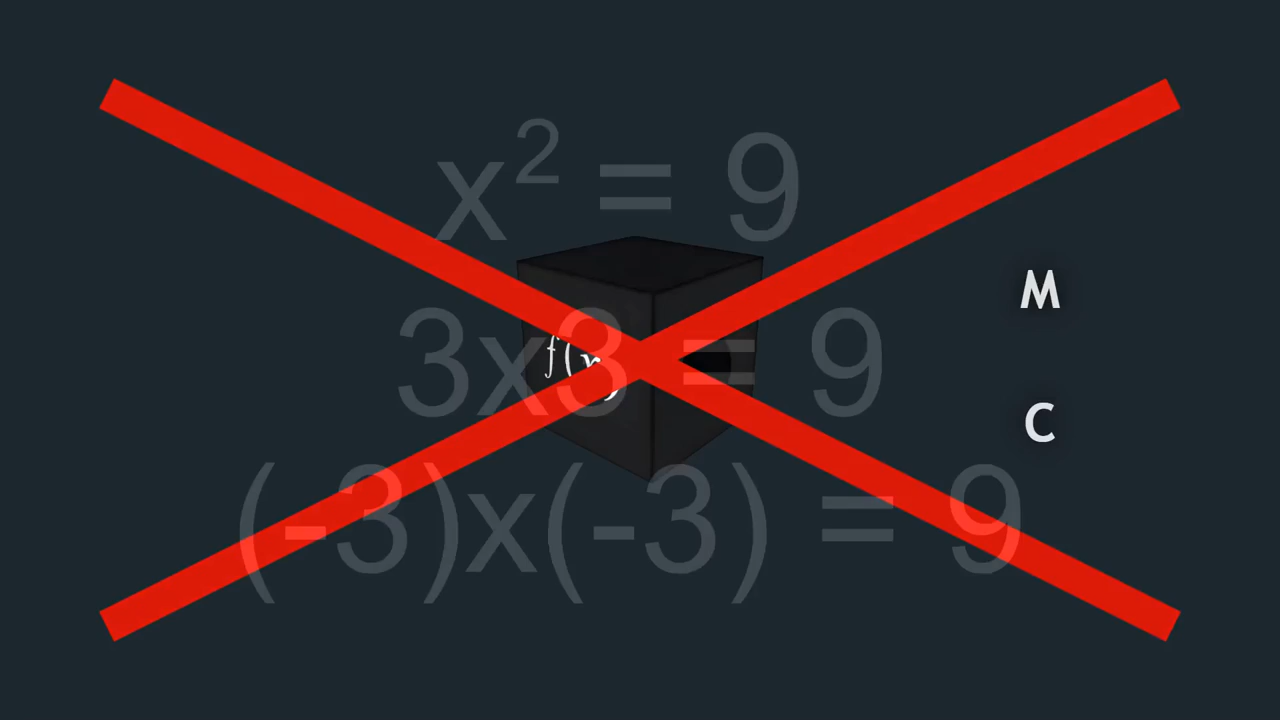 x² = 9
f(x)
3x3 = 9
(-3)x(-3) = 9
M
C